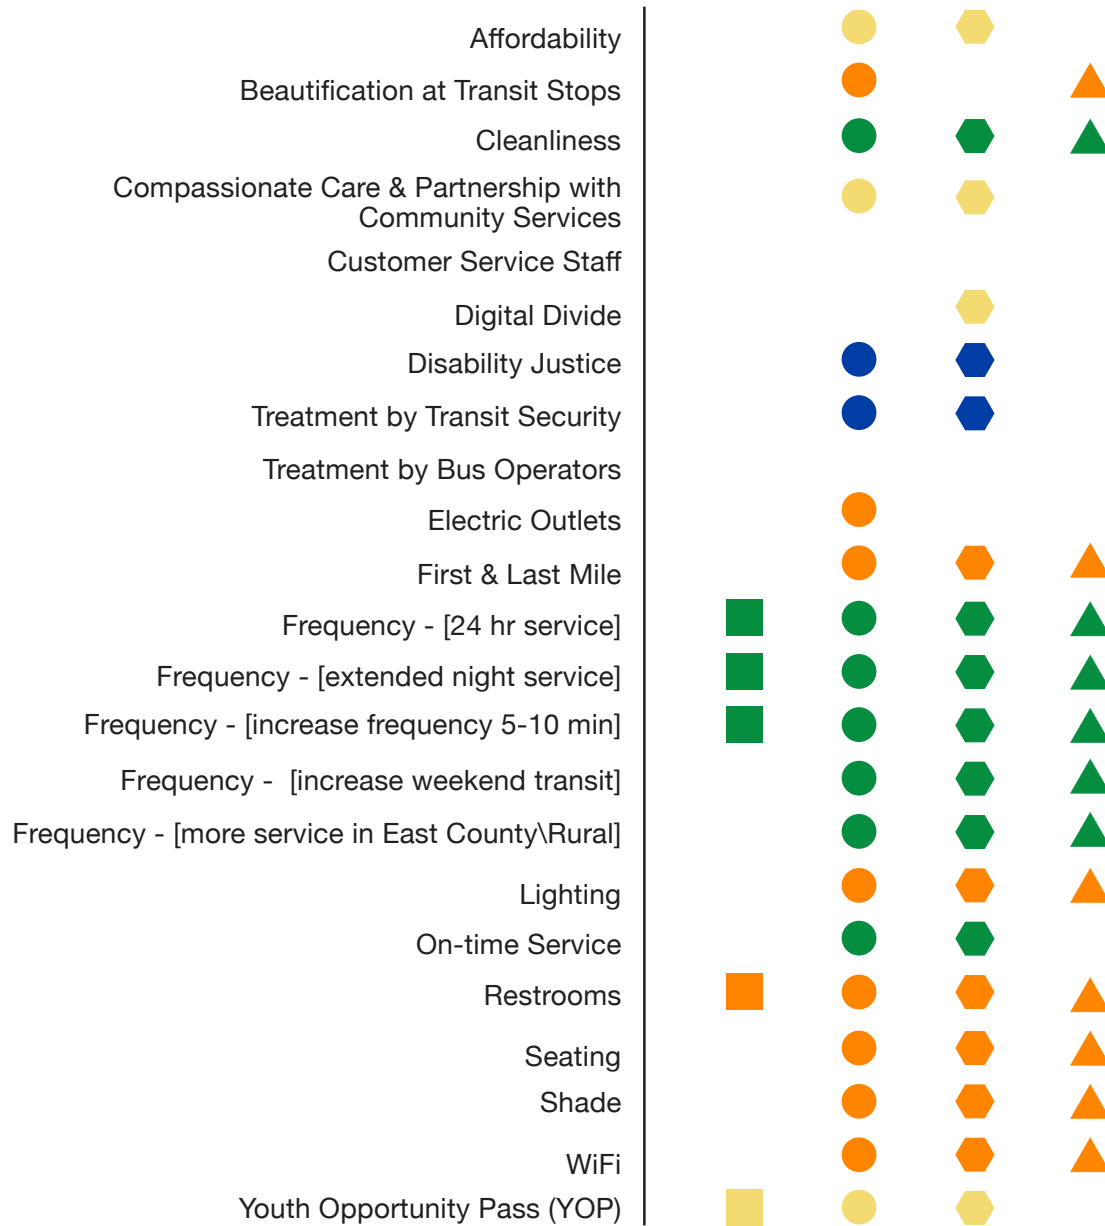 Affordability
Beautification at Transit Stops
Cleanliness
Compassionate Care & Partnership with
Community Services
Customer Service Staff
Digital Divide
Disability Justice
Treatment by Transit Security
Treatment by Bus Operators
Electric Outlets
First & Last Mile
Frequency - [24 hr service]
Frequency - [extended night service]
Frequency - [increase frequency 5-10 min]
Frequency -  [increase weekend transit]
Frequency - [more service in East County\Rural]
Lighting
On-time Service
Restrooms
Seating
Shade
WiFi
Youth Opportunity Pass (YOP)